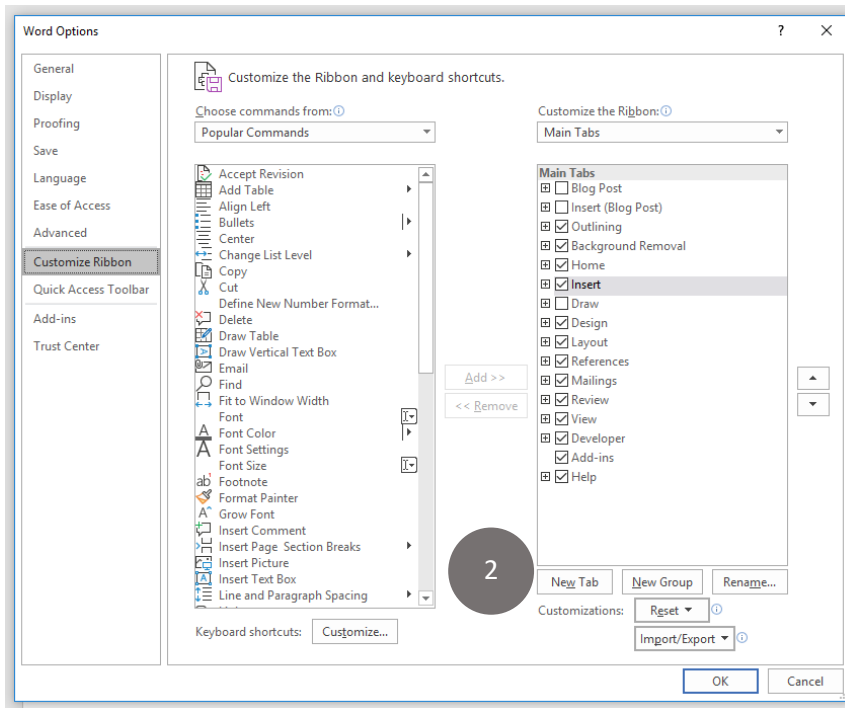 Word Options
?
General
Display
Proofing
Save
Language
Ease of Access
Advanced
Customize Ribbon
Quick Access Toolbar
Add-ins
Trust Center
Customize the Ribbon and keyboard shortcuts.
Choose commands from:
Popular Commands
Accept Revision
Add Table
Align Left
Bullets
Center
Change List Level
Copy
Cut
Define New Number Format...
Delete
Draw Table
Draw Vertical Text Box
Email
Find
Fit to Window Width
Font
Font Color
Font Settings
Font Size
Footnote
Format Painter
Grow Font
Insert Comment
Insert Page Section Breaks
Insert Picture
Insert Text Box
Line and Paragraph Spacing
Keyboard shortcuts: Customize...
Add >>
<< Remove
Customize the Ribbon:
Main Tabs
Main Tabs
Blog Post
Insert (Blog Post)
Outlining
Background Removal
Home
Insert
Draw
Design
Layout
References
Mailings
Review
View
Developer
Add-ins
Help
2
New Tab New Group Rename...
Customizations: Reset
Import/Export
OK Cancel